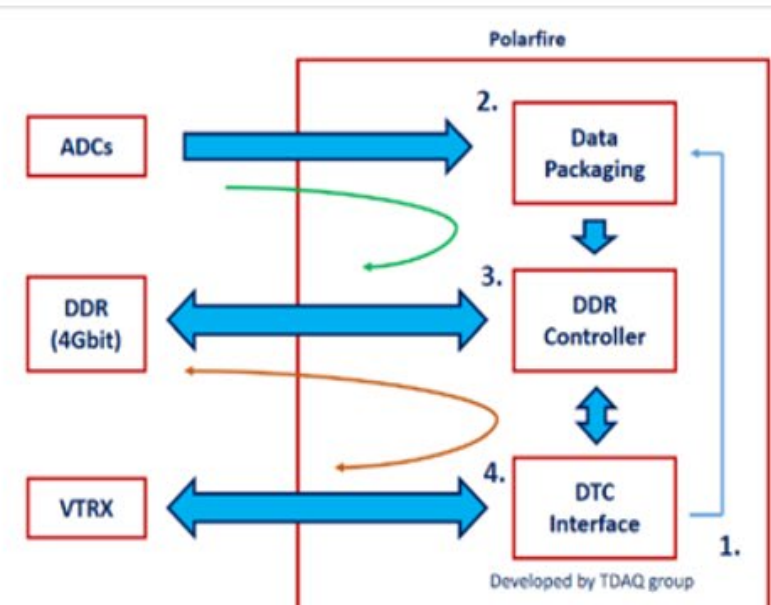 Polarfire
ADCs
2.
Data
Packaging
DDR
(4Gbit)
3.
DDR
Controller
VTRX
4.
DTC
Interface
1.
Developed by TDAQ group